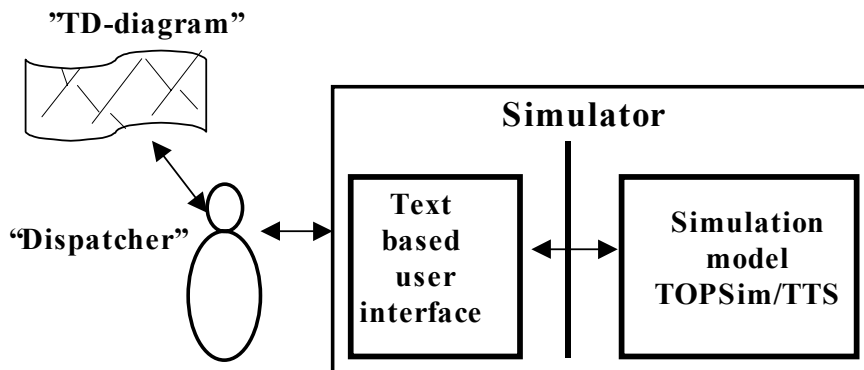 ”TD-diagram”
Simulator
“Dispatcher”
Text
based
user
interface
Simulation
model
TOPSim/TTS